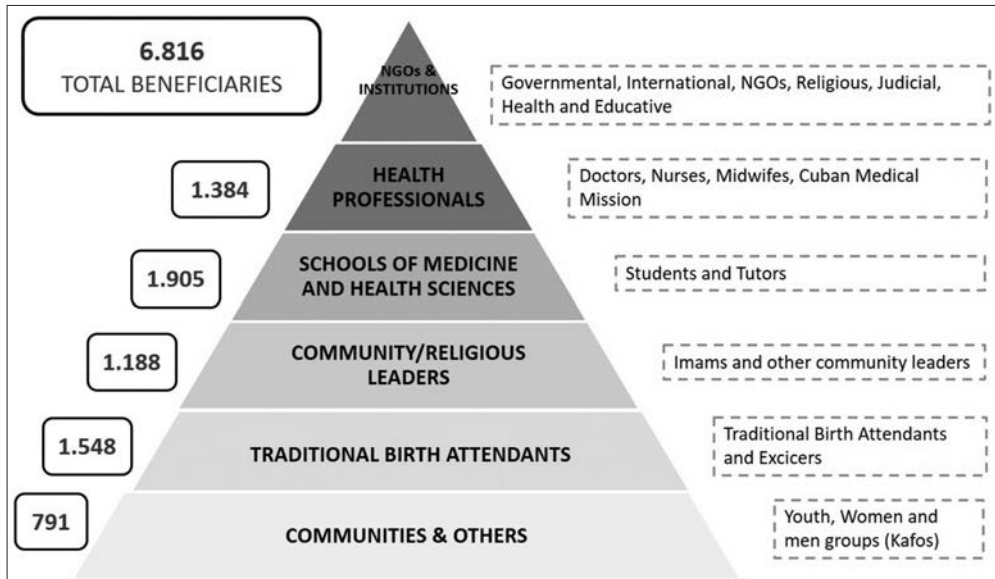 6.816
TOTAL BENEFICIARIES
NGOs &
INSTITUTIONS
Governmental, International, NGOs, Religious, Judicial,
Health and Educative
1.384
HEALTH
PROFESSIONALS
Doctors, Nurses, Midwifes, Cuban Medical
Mission
1.905
SCHOOLS OF MEDICINE
AND HEALTH SCIENCES
Students and Tutors
1.188
COMMUNITY/RELIGIOUS
LEADERS
Imams and other community leaders
1.548
TRADITIONAL BIRTH ATTENDANTS
Traditional Birth Attendants
and Excicers
791
COMMUNITIES & OTHERS
Youth, Women and
men groups (Kafos)